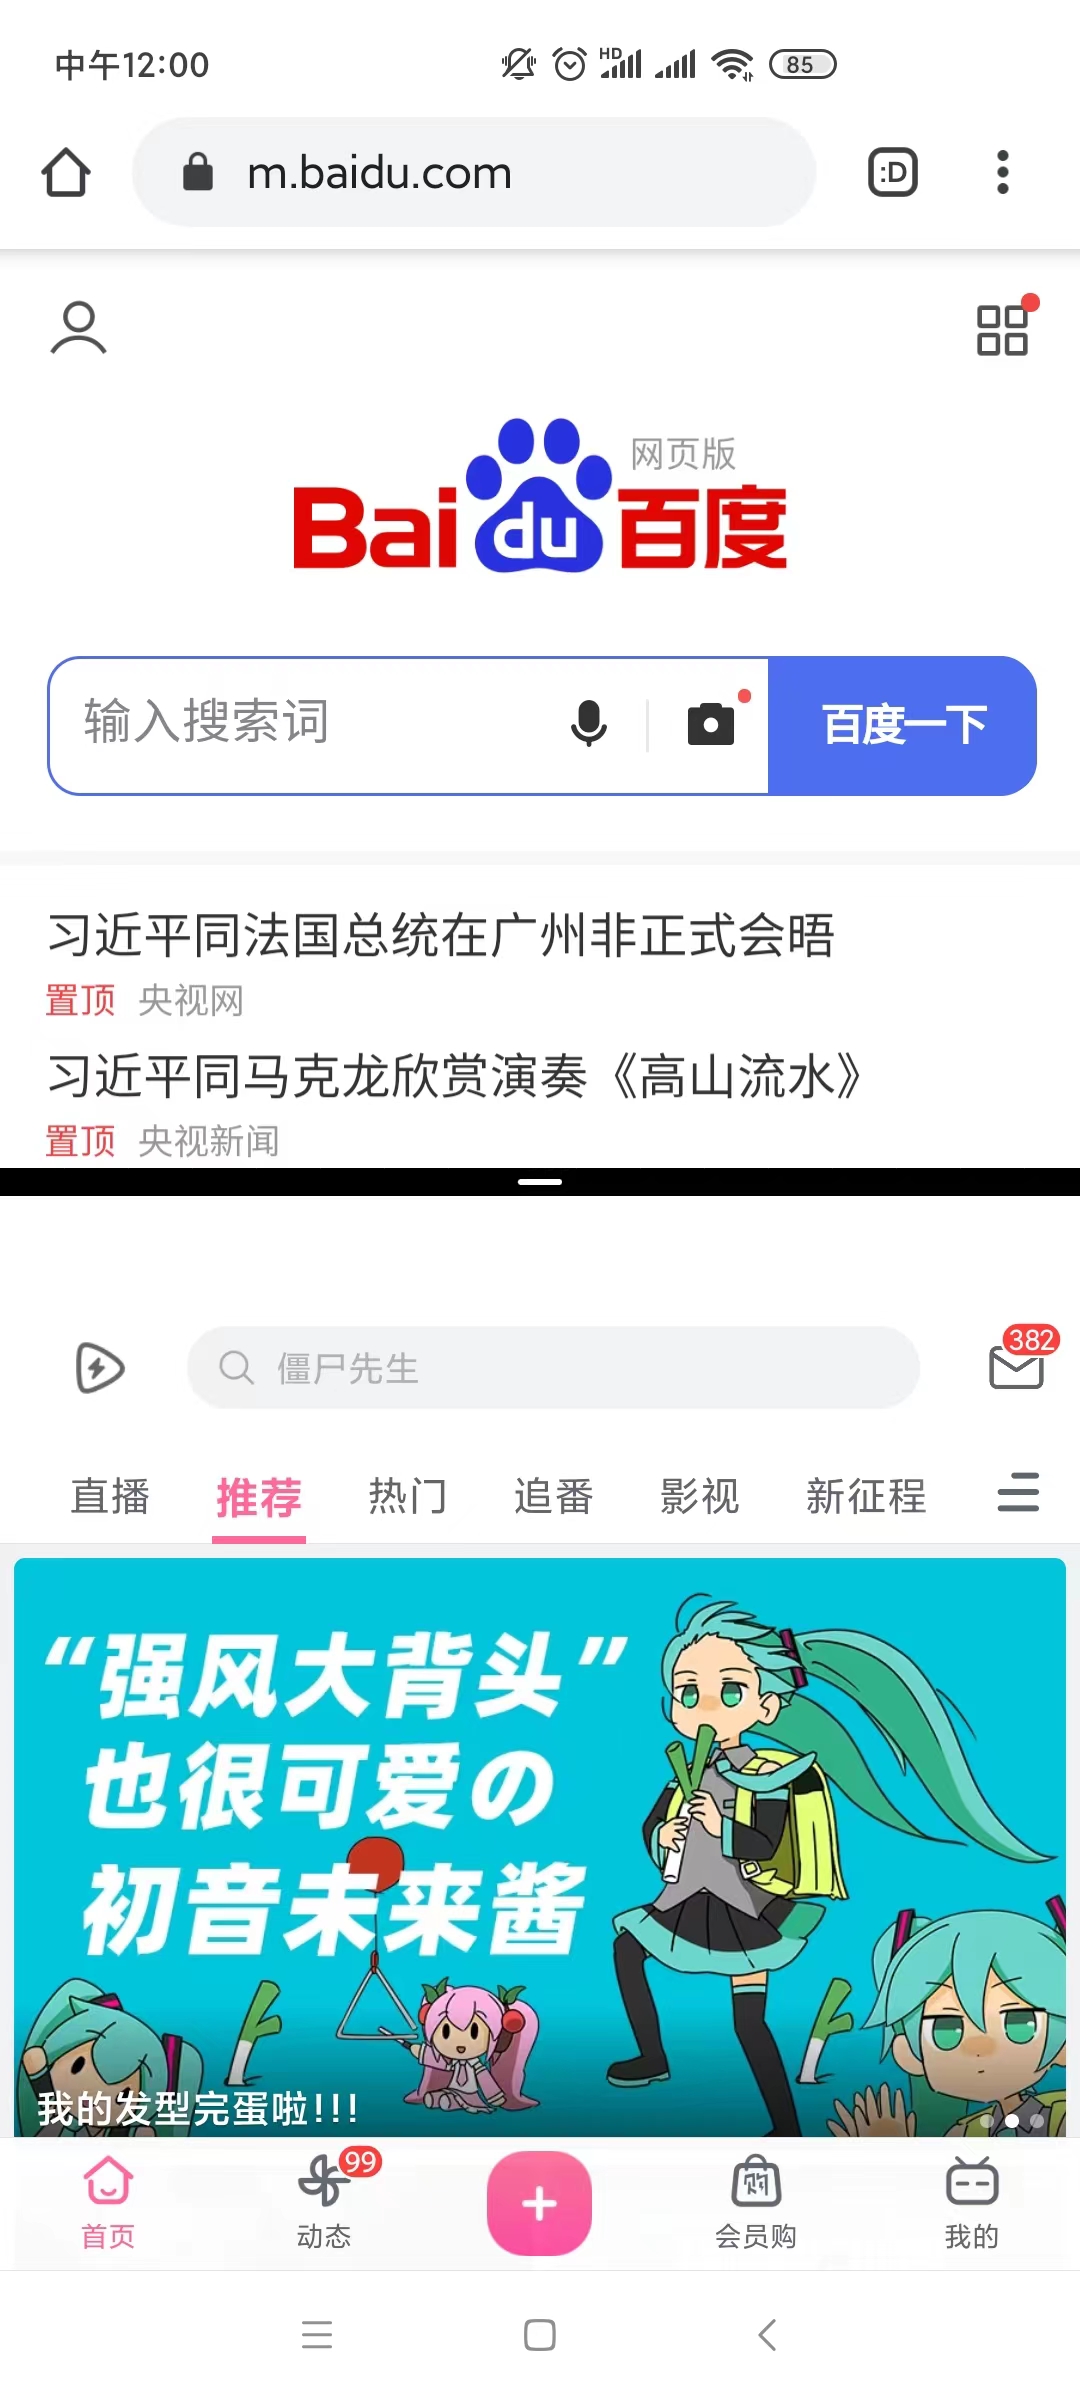 中午12:00
HD
85
m.baidu.com
:D
网页版
Bai du 百度
输入搜索词
百度一下
习近平同法国总统在广州非正式会晤
置顶 央视网
习近平同马克龙欣赏演奏《高山流水》
置顶 央视新闻
382
僵尸先生
直播 推荐 热门 追番 影视 新征程
“强风大背头”
也很可爱の
初音未来酱
我的发型完蛋啦!!!
99
购
首页 动态 会员购 我的